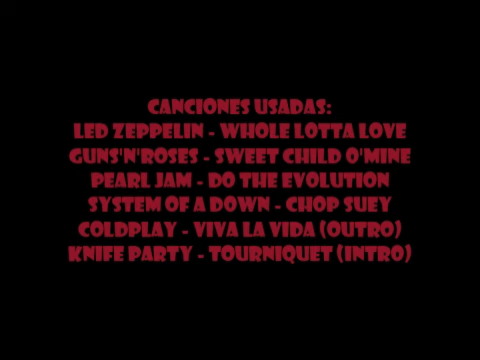 CANCIONES USADAS:
LED ZEPPELIN - WHOLE LOTTA LOVE
GUNS'N'ROSES - SWEET CHILD O'MINE
PEARL JAM - DO THE EVOLUTION
SYSTEM OF A DOWN - CHOP SUEY
COLDPLAY - VIVA LA VIDA (OUTRO)
KNIFE PARTY - TOURNIQUET (INTRO)